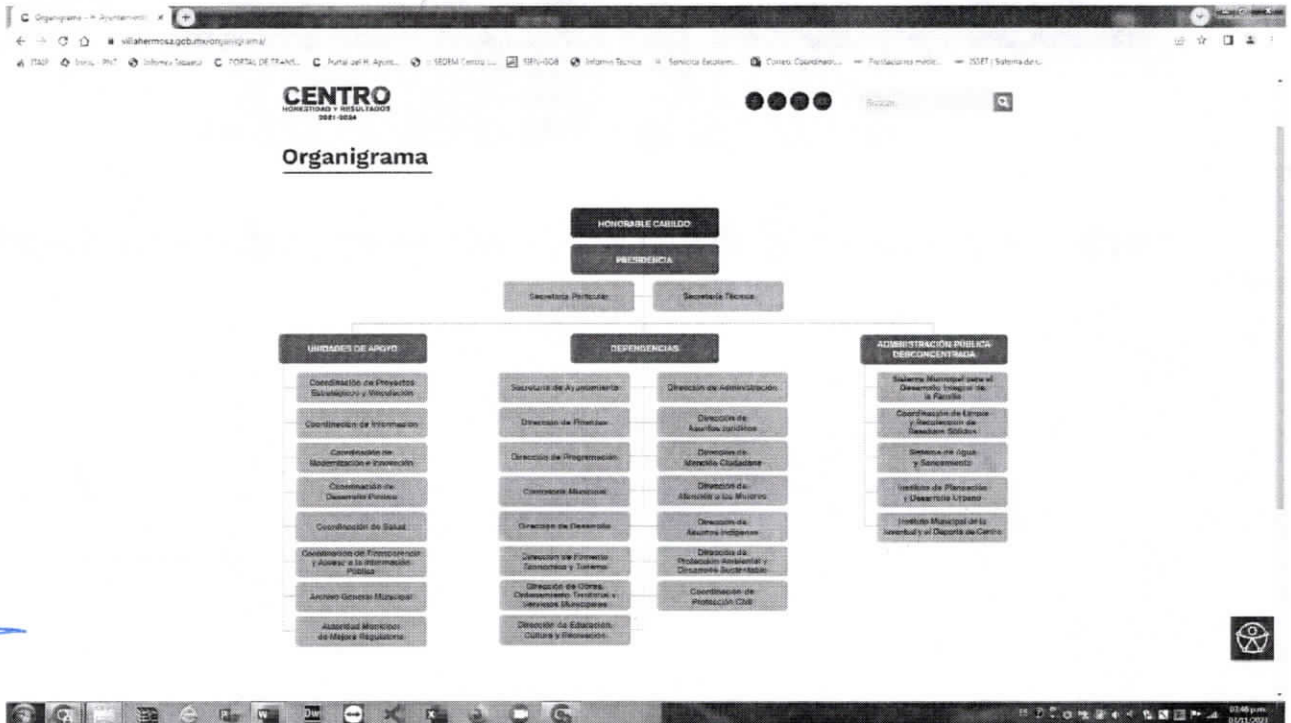 villahermosa.gob.mx/organigrama/
CENTRO
HONESTIDAD Y RESULTADOS
2021-2024
Buscar
Organigrama
HONORABLE CABILDO
PRESIDENCIA
Secretaría Particular
Secretaría Técnica
UNIDADES DE APOYO
Coordinación de Proyectos
Estratégicos y Vinculación
Coordinación de Información
Coordinación de
Modernización e Innovación
Coordinación de
Desarrollo Político
Coordinación de Salud
Coordinación de Transparencia
y Acceso a la Información
Pública
Archivo General Municipal
Autoridad Municipal
de Mejora Regulatoria
DEPENDENCIAS
Secretaría de Ayuntamiento
Dirección de Finanzas
Dirección de Programación
Contraloría Municipal
Dirección de Desarrollo
Dirección de Fomento
Económico y Turismo
Dirección de Obras,
Ordenamiento Territorial y
Servicios Municipales
Dirección de Educación,
Cultura y Recreación
Dirección de Administración
Dirección de
Asuntos Jurídicos
Dirección de
Atención Ciudadana
Dirección de
Atención a las Mujeres
Dirección de
Asuntos Indígenas
Dirección de
Protección Ambiental y
Desarrollo Sustentable
Coordinación de
Protección Civil
ADMINISTRACIÓN PÚBLICA
DESCONCENTRADA
Sistema Municipal para el
Desarrollo Integral de
la Familia
Coordinación de Limpia
y Recolección de
Residuos Sólidos
Sistema de Agua
y Saneamiento
Instituto de Planeación
y Desarrollo Urbano
Instituto Municipal de la
Juventud y el Deporte de Centro
03:46 p.m.